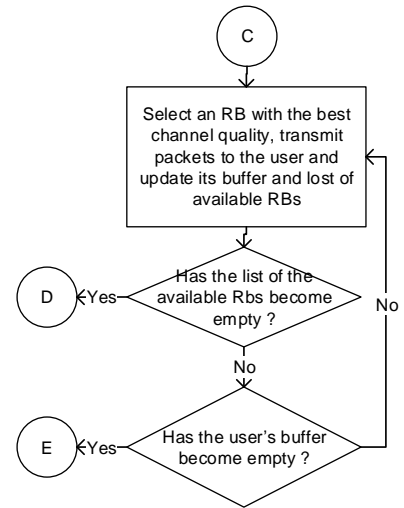 C
Select an RB with the best
channel quality, transmit
packets to the user and
update its buffer and lost of
available RBs
Has the list of the
available Rbs become
empty ?
D
Yes
No
No
Has the user's buffer
become empty ?
E
Yes